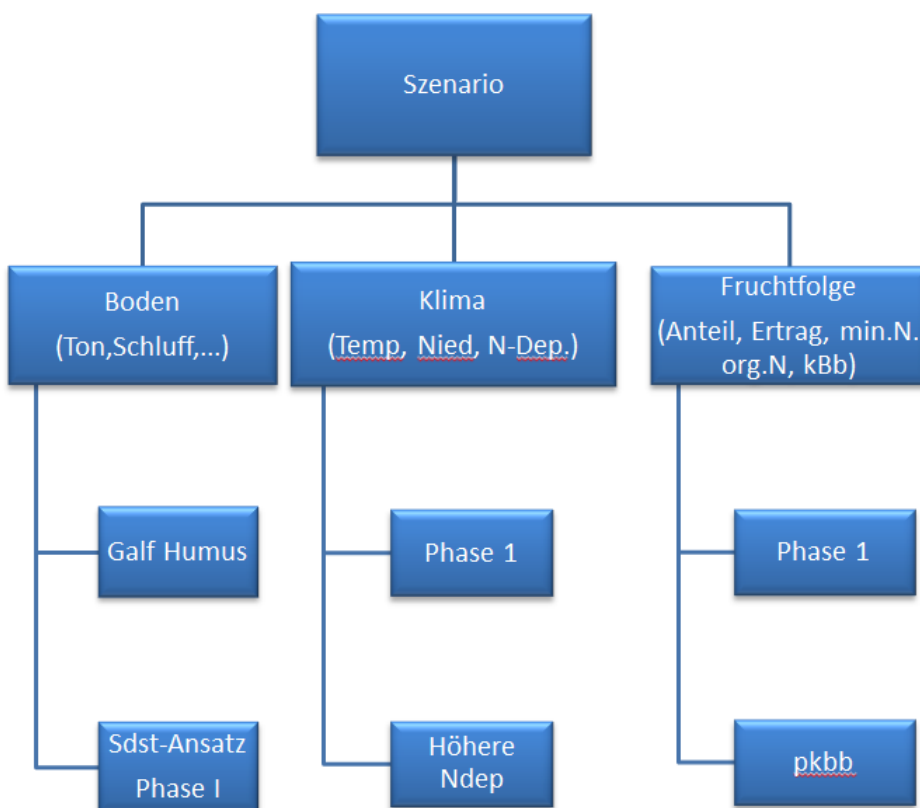 Szenario
Boden
(Ton,Schluff,...)
Klima
(Temp, Nied, N-Dep.)
Fruchtfolge
(Anteil, Ertrag, min.N.
org.N, kBb)
Galf Humus
Phase 1
Phase 1
Sdst-Ansatz
Phase I
Höhere
Ndep
pkbb